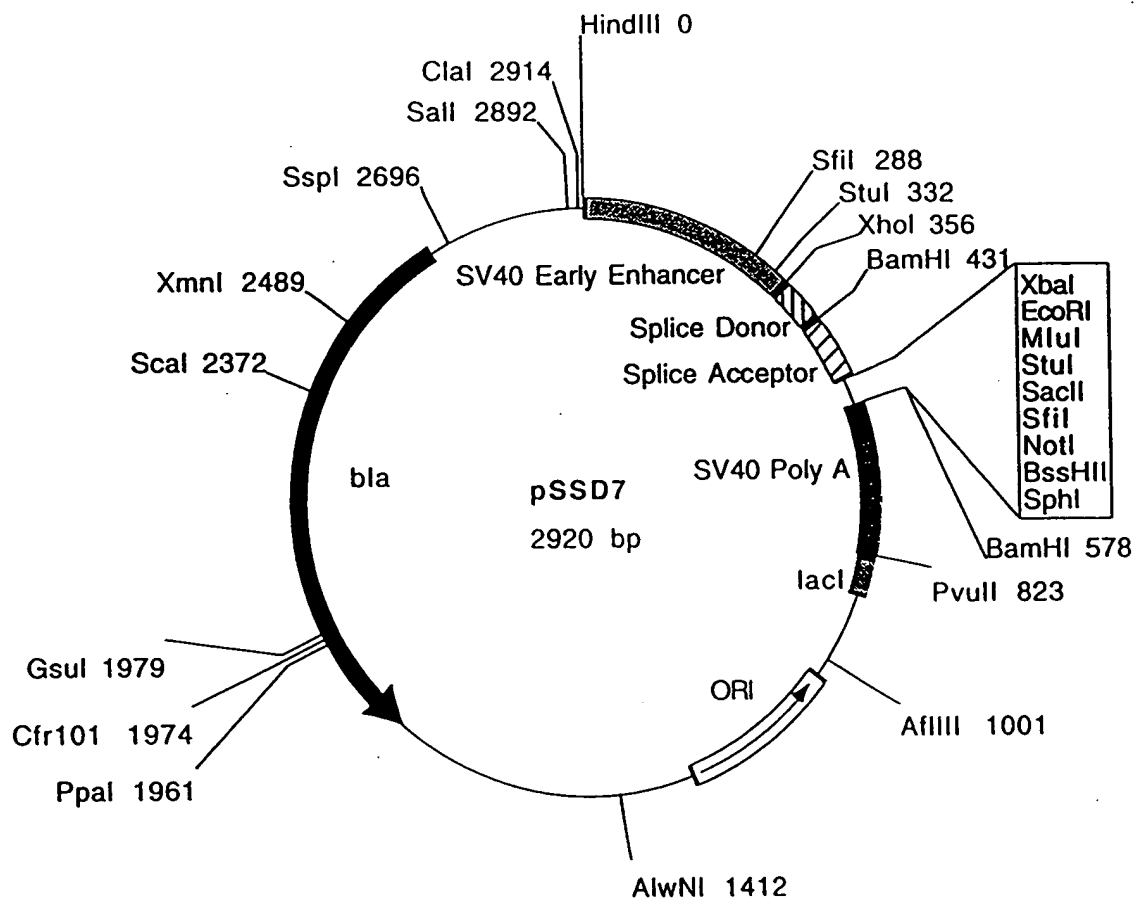 HindIII 0
ClaI 2914
SalI 2892
SspI 2696
SfiI 288
StuI 332
XhoI 356
BamHI 431
SV40 Early Enhancer
XmnI 2489
Splice Donor
ScaI 2372
Splice Acceptor
XbaI
EcoRI
MluI
StuI
SacII
SfiI
NotI
BssHII
SphI
bla
pSSD7
2920 bp
SV40 Poly A
BamHI 578
lacI
PvuII 823
GsuI 1979
Cfr101 1974
PpaI 1961
ORI
AflIII 1001
AlwNI 1412